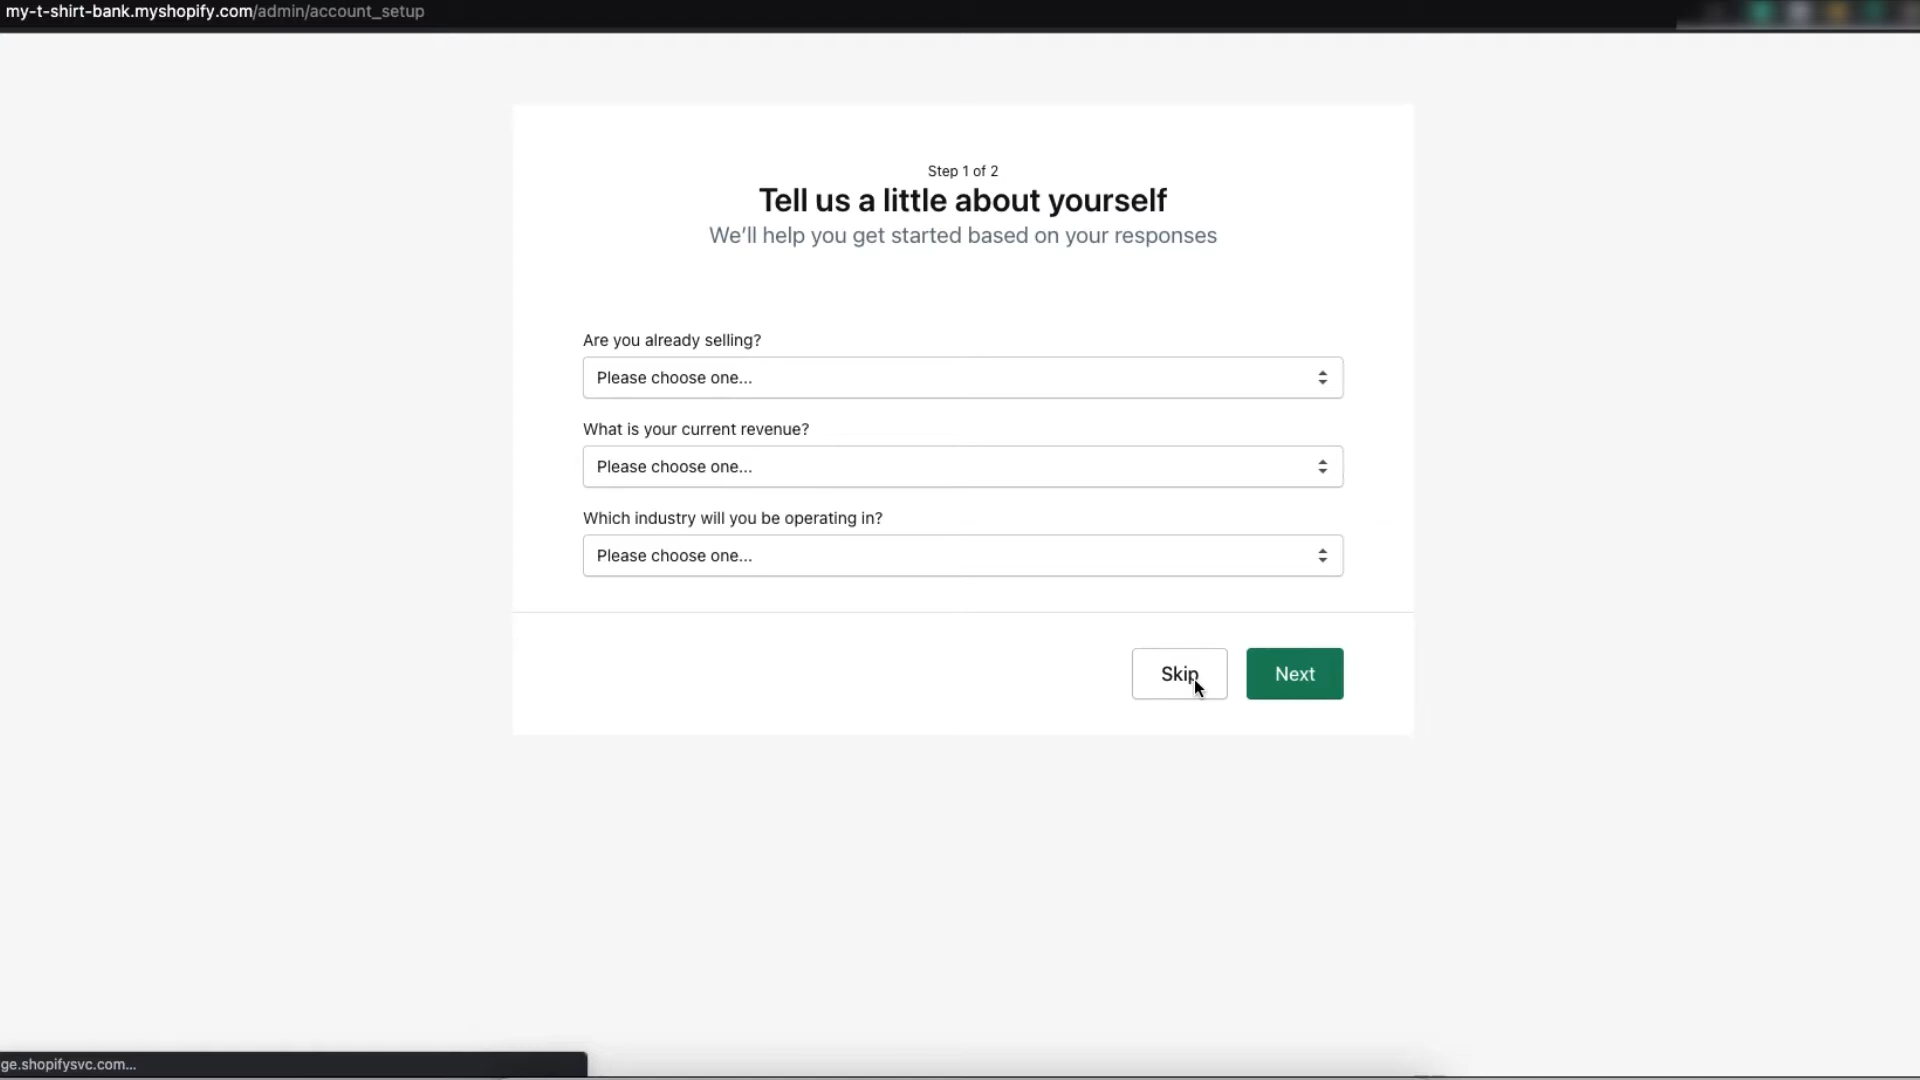 my-t-shirt-bank.myshopify.com/admin/account_setup
Step 1 of 2
Tell us a little about yourself
We’ll help you get started based on your responses
Are you already selling?
Please choose one...
What is your current revenue?
Please choose one...
Which industry will you be operating in?
Please choose one...
Skip Next
ge.shopifysvc.com...